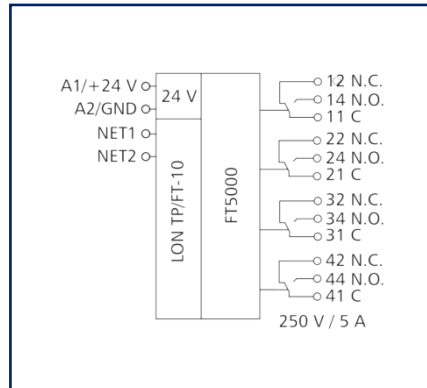 A1/+24 V
A2/GND
NET1
NET2
24 V
LON TP/FT-10
FT5000
12 N.C.
14 N.O.
11 C
22 N.C.
24 N.O.
21 C
32 N.C.
34 N.O.
31 C
42 N.C.
44 N.O.
41 C
250 V / 5 A